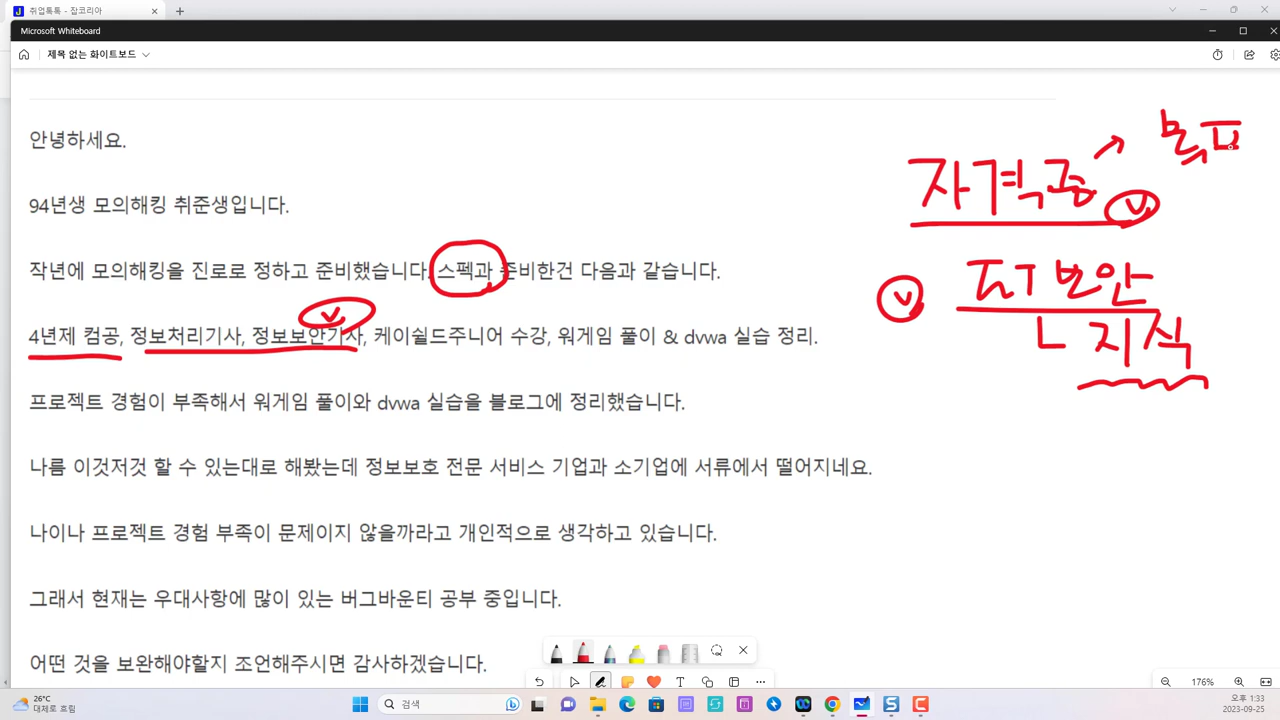 취업톡톡 - 잡코리아
Microsoft Whiteboard
제목 없는 화이트보드
안녕하세요.
94년생 모의해킹 취준생입니다.
작년에 모의해킹을 진로로 정하고 준비했습니다. 스펙과 준비한건 다음과 같습니다.
4년제 컴공, 정보처리기사, 정보보안기사, 케이쉴드주니어 수강, 워게임 풀이 & dvwa 실습 정리.
프로젝트 경험이 부족해서 워게임 풀이와 dvwa 실습을 블로그에 정리했습니다.
나름 이것저것 할 수 있는대로 해봤는데 정보보호 전문 서비스 기업과 소기업에 서류에서 떨어지네요.
나이나 프로젝트 경험 부족이 문제이지 않을까라고 개인적으로 생각하고 있습니다.
그래서 현재는 우대사항에 많이 있는 버그바운티 공부 중입니다.
어떤 것을 보완해야할지 조언해주시면 감사하겠습니다.
자격증
목표
보안
지식
176%
26°C
대체로 흐림
검색
오후 1:33
2023-09-25